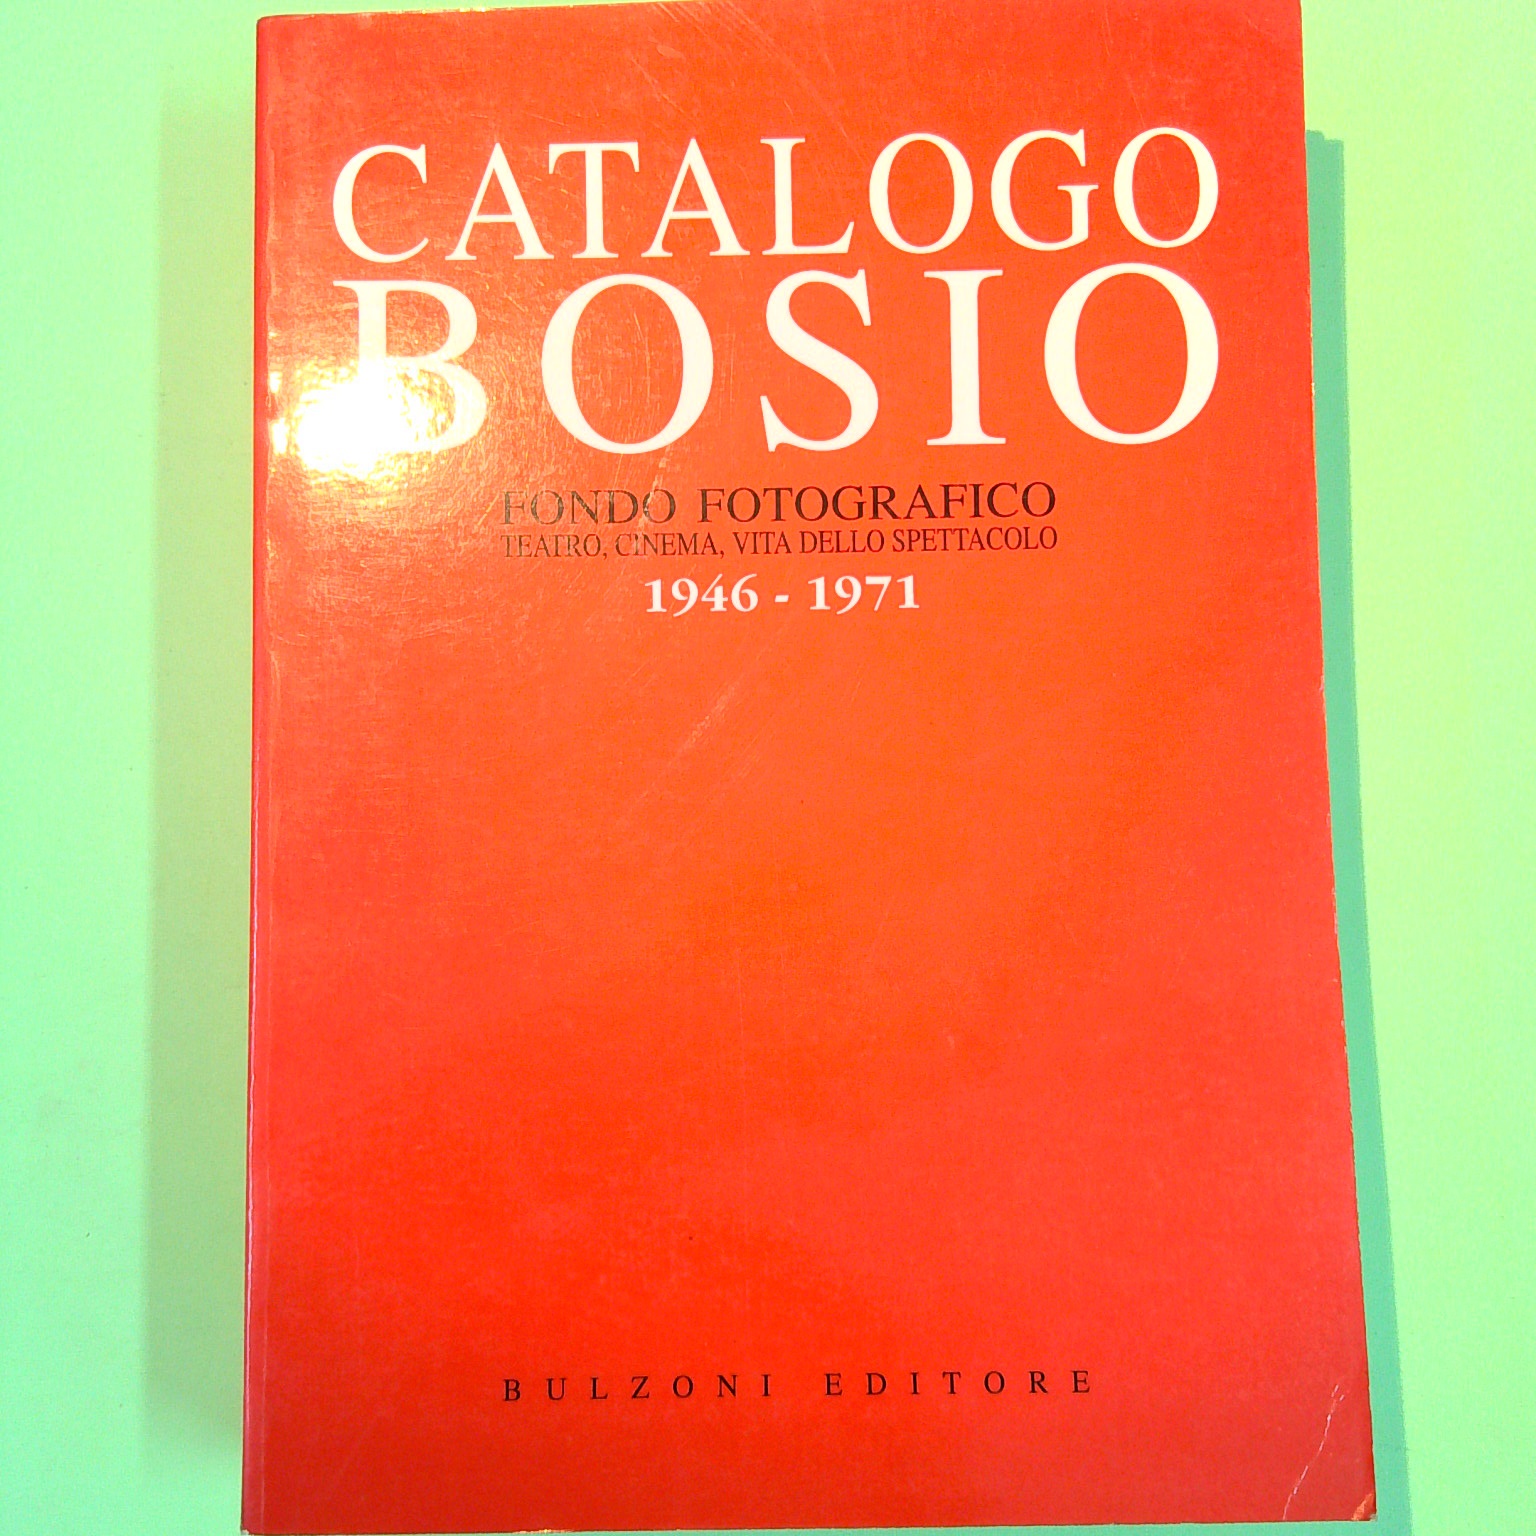 CATALOGO
BOSIO
FONDO FOTOGRAFICO
TEATRO, CINEMA, VITA DELLO SPETTACOLO
1946 - 1971
BULZONI EDITORE